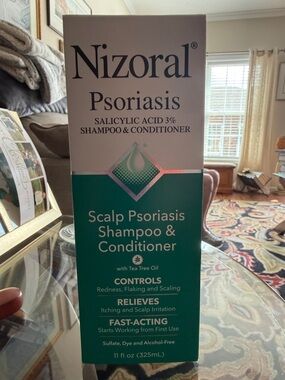 Nizoral®
Psoriasis
SALICYLIC ACID 3%
SHAMPOO & CONDITIONER
Scalp Psoriasis
Shampoo &
Conditioner
with Tea Tree Oil
CONTROLS
Redness, Flaking and Scaling
RELIEVES
Itching and Scalp Irritation
FAST-ACTING
Starts Working from First Use
Sulfate, Dye and Alcohol-Free
11 fl oz (325mL)